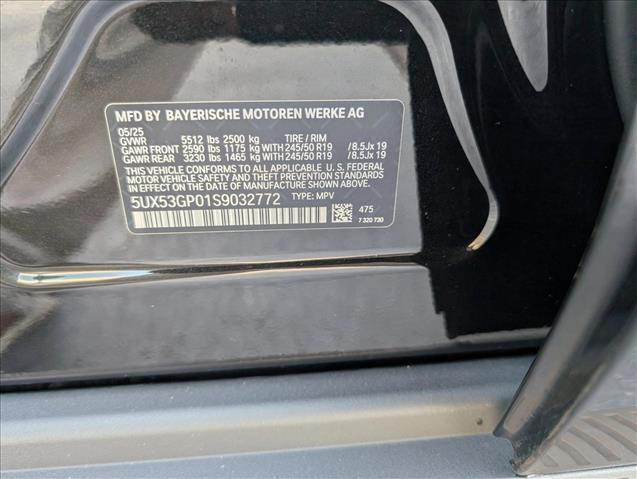 MFD BY BAYERISCHE MOTOREN WERKE AG
05/25
GVWR 5512 lbs 2500 kg TIRE / RIM
GAWR FRONT 2590 lbs 1175 kg WITH 245/50 R19 /8.5Jx 19
GAWR REAR 3230 lbs 1465 kg WITH 245/50 R19 /8.5Jx 19
THIS VEHICLE CONFORMS TO ALL APPLICABLE U.S. FEDERAL
MOTOR VEHICLE SAFETY, BUMPER, AND THEFT PREVENTION
STANDARDS IN EFFECT ON THE DATE OF MANUFACTURE SHOWN ABOVE.
5UX53GP01S9032772 TYPE: MPV
475
7 320 730